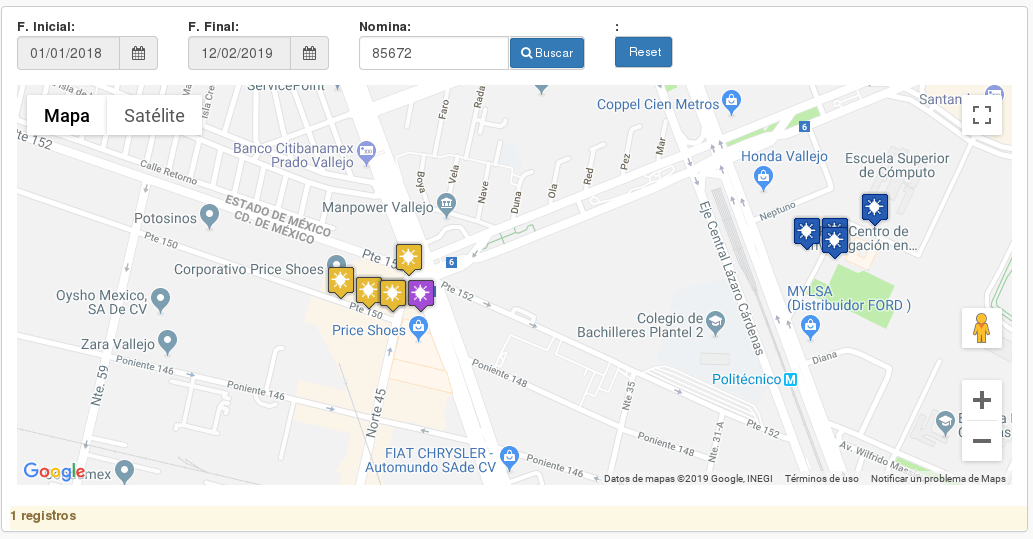 F. Inicial:
F. Final:
Nomina:
:
01/01/2018
12/02/2019
85672
Buscar
Reset
Mapa
Satélite
ServicePoint
Isla Cre
Faro
Rada
Coppel Cien Metros
6
Santan
Pte 152
Banco Citibanamex
Prado Vallejo
Calle Retorno
Boya
Vela
Nave
Duna
Ola
Red
Pez
Mar
Honda Vallejo
Escuela Superior
de Cómputo
ESTADO DE MÉXICO
CD. DE MÉXICO
Potosinos
Manpower Vallejo
Neptuno
Eje Central Lázaro Cárdenas
Centro de
igación en...
Pte 150
Pte 15
6
Corporativo Price Shoes
Pte 152
Oysho Mexico,
SA De CV
Pte 150
MYLSA
(Distribuidor FORD )
Price Shoes
Colegio de
Bachilleres Plantel 2
Zara Vallejo
Diana
Poniente 146
Poniente 148
Politécnico M
Nte. 59
Poniente 146
Norte 45
Nte 35
Nte. 31-A
Pte 152
Poniente 148
Av. Wilfrido Mas
FIAT CHRYSLER -
Automundo SAde CV
Poniente 146
Google
emex
Datos de mapas ©2019 Google, INEGI
Términos de uso
Notificar un problema de Maps
1 registros